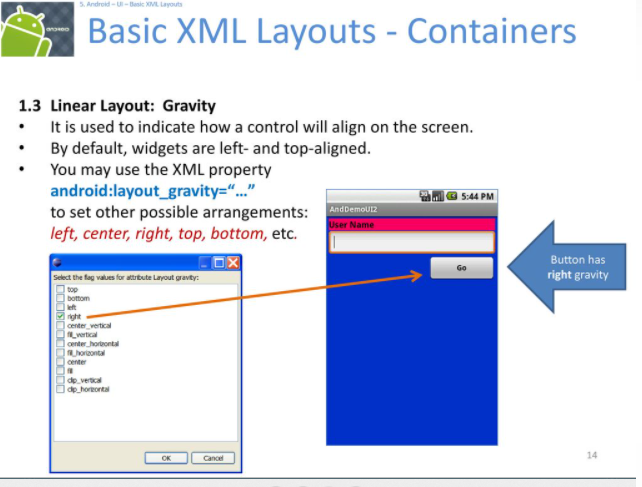 5. Android – UI – Basic XML Layouts
ANDROID
Basic XML Layouts - Containers
1.3 Linear Layout: Gravity
• It is used to indicate how a control will align on the screen.
• By default, widgets are left- and top-aligned.
• You may use the XML property
android:layout_gravity="…"
to set other possible arrangements:
left, center, right, top, bottom, etc.
Select the flag values for attribute Layout gravity:
top
bottom
left
right
center_vertical
fill_vertical
center_horizontal
fill_horizontal
center
fill
clip_vertical
clip_horizontal
OK Cancel
5:44 PM
AndDemoUI2
User Name
Go
Button has
right gravity
14